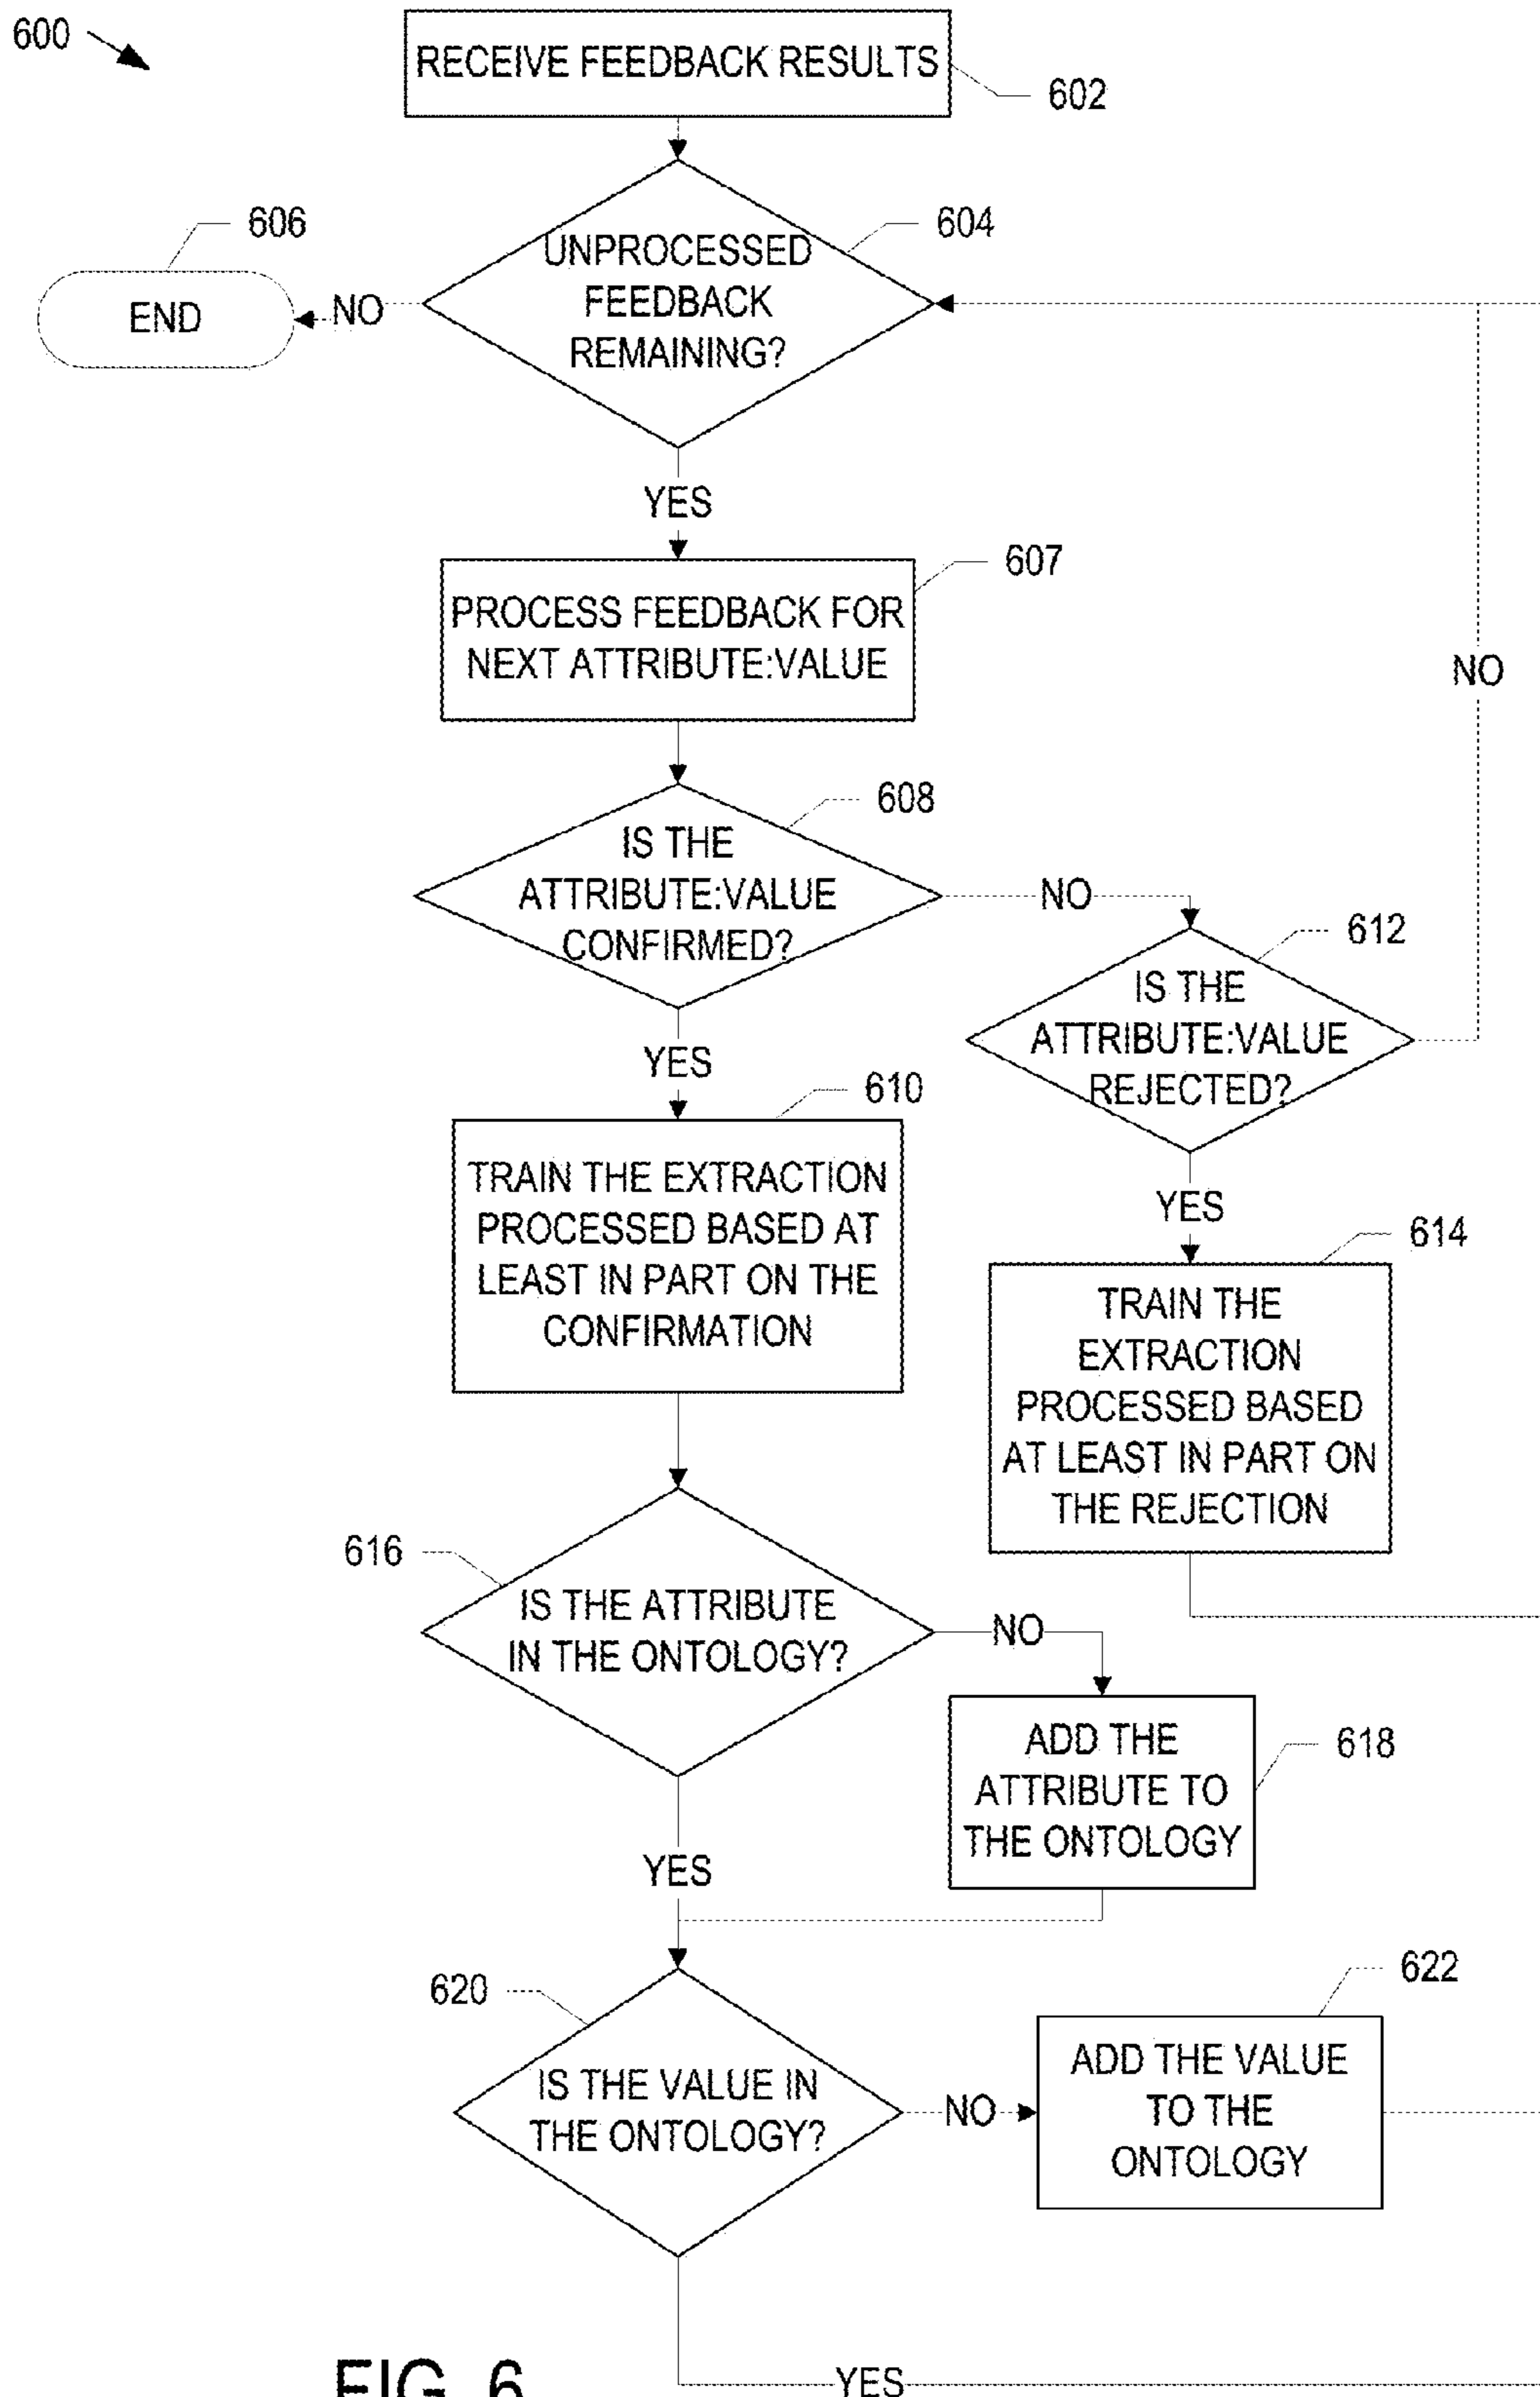 600
RECEIVE FEEDBACK RESULTS
602
606
604
UNPROCESSED
FEEDBACK
REMAINING?
END
NO
YES
607
PROCESS FEEDBACK FOR
NEXT ATTRIBUTE:VALUE
NO
608
IS THE
ATTRIBUTE:VALUE
CONFIRMED?
NO
612
IS THE
ATTRIBUTE:VALUE
REJECTED?
YES
610
TRAIN THE EXTRACTION
PROCESSED BASED AT
LEAST IN PART ON THE
CONFIRMATION
YES
614
TRAIN THE
EXTRACTION
PROCESSED BASED
AT LEAST IN PART ON
THE REJECTION
616
IS THE ATTRIBUTE
IN THE ONTOLOGY?
NO
618
ADD THE
ATTRIBUTE TO
THE ONTOLOGY
YES
620
IS THE VALUE IN
THE ONTOLOGY?
NO
622
ADD THE VALUE
TO THE
ONTOLOGY
YES
FIG. 6